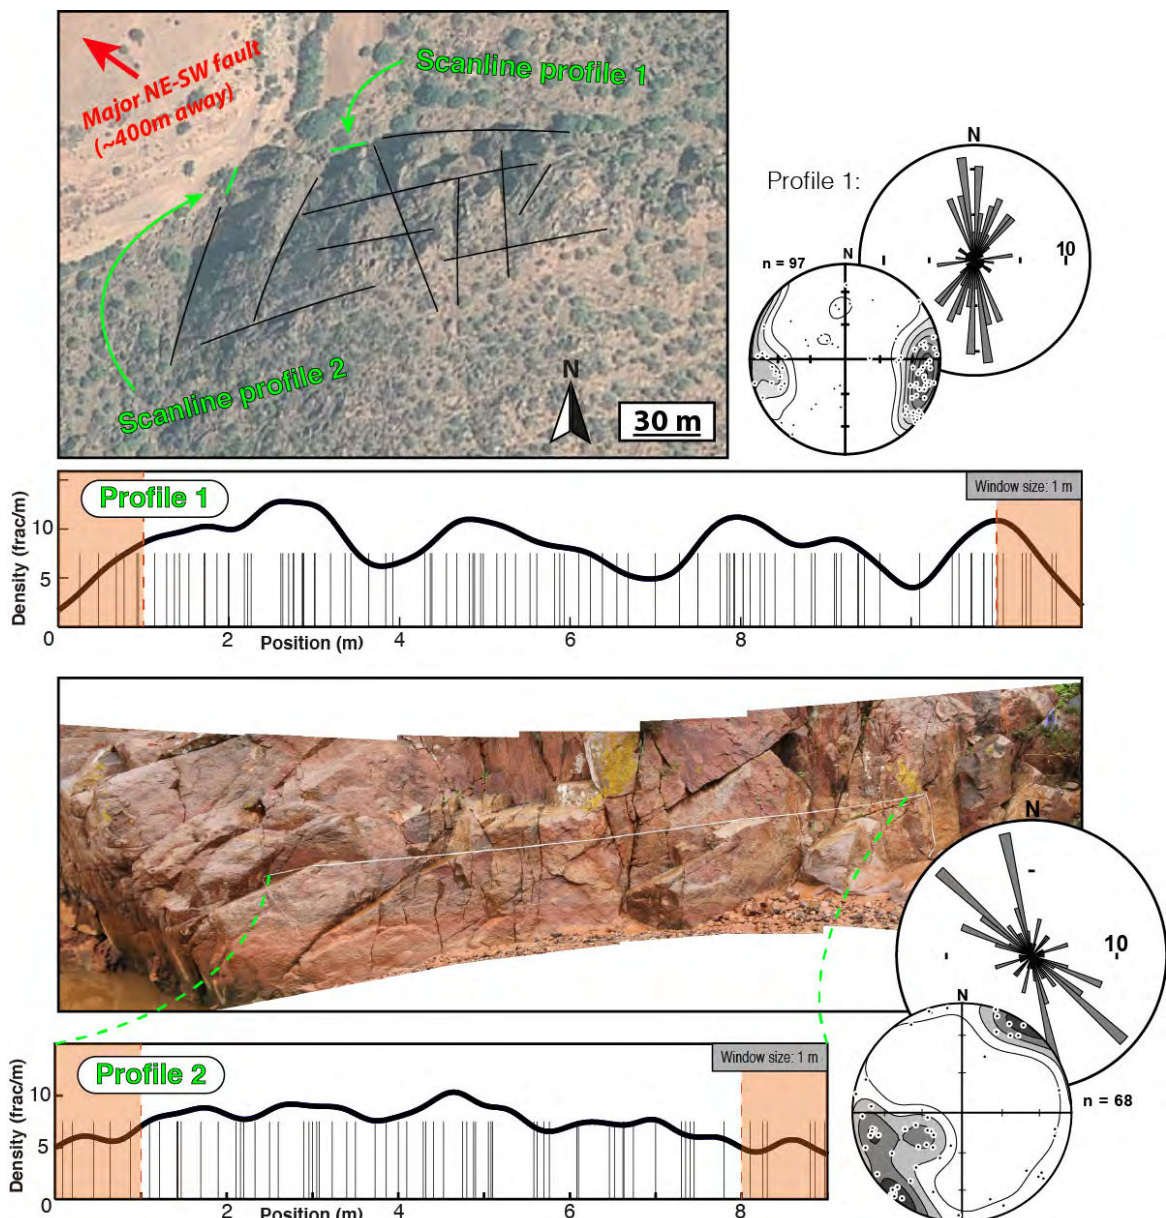 Major NE-SW fault
(~400m away)
Scanline profile 1
Scanline profile 2
N
30 m
Profile 1:
N
10
n = 97
N
Profile 1
Window size: 1 m
Density (frac/m)
10
5
0
2
4
6
8
Position (m)
N
10
N
n = 68
Profile 2
Window size: 1 m
Density (frac/m)
10
5
0
2
4
6
8
Position (m)